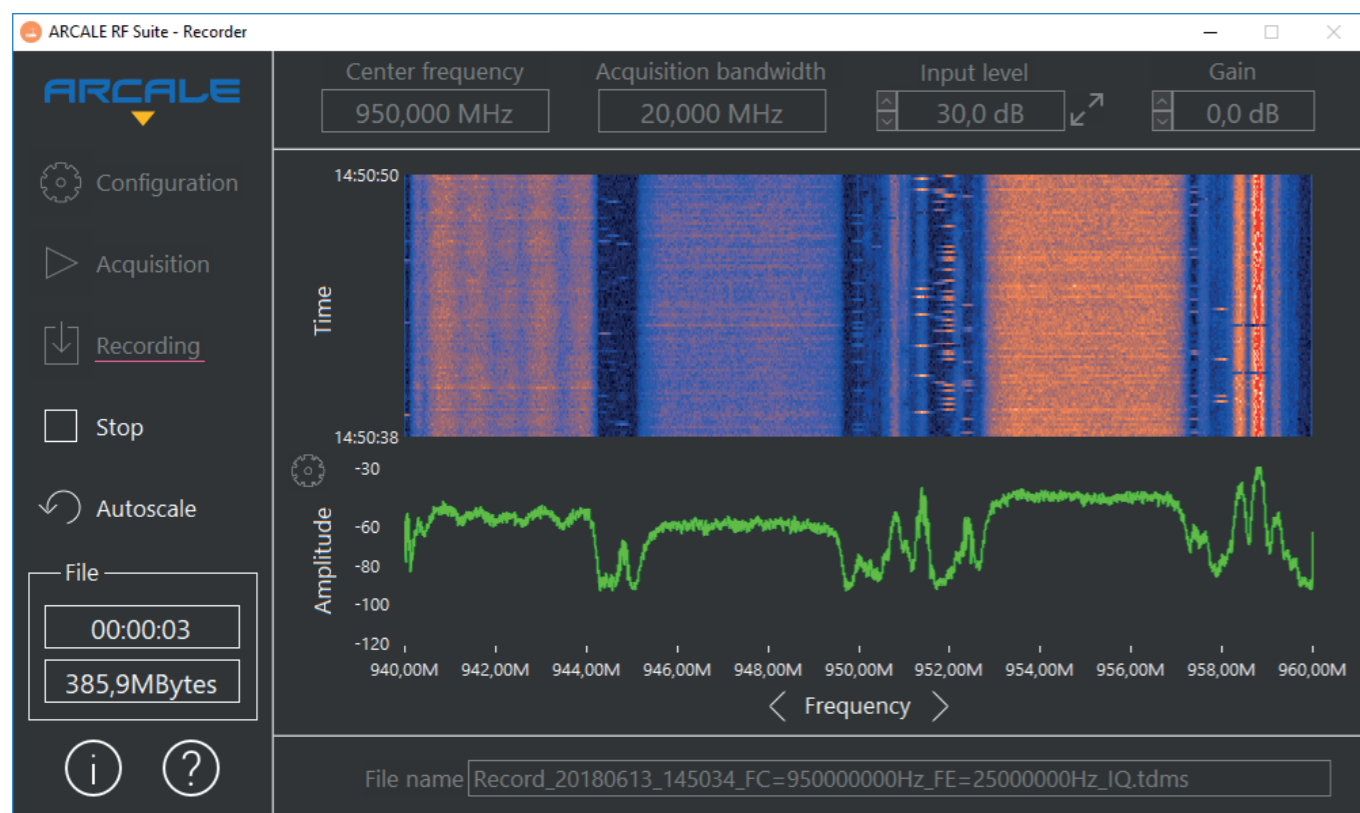 ARCALE RF Suite - Recorder
ARCALE
Center frequency
Acquisition bandwidth
Input level
Gain
950,000 MHz
20,000 MHz
30,0 dB
0,0 dB
Configuration
Acquisition
Recording
Stop
Autoscale
File
00:00:03
385,9MBytes
i
?
14:50:50
Time
14:50:38
-30
-60
-80
-100
-120
Amplitude
940,00M 942,00M 944,00M 946,00M 948,00M 950,00M 952,00M 954,00M 956,00M 958,00M 960,00M
Frequency
File name Record_20180613_145034_FC=950000000Hz_FE=25000000Hz_IQ.tdms